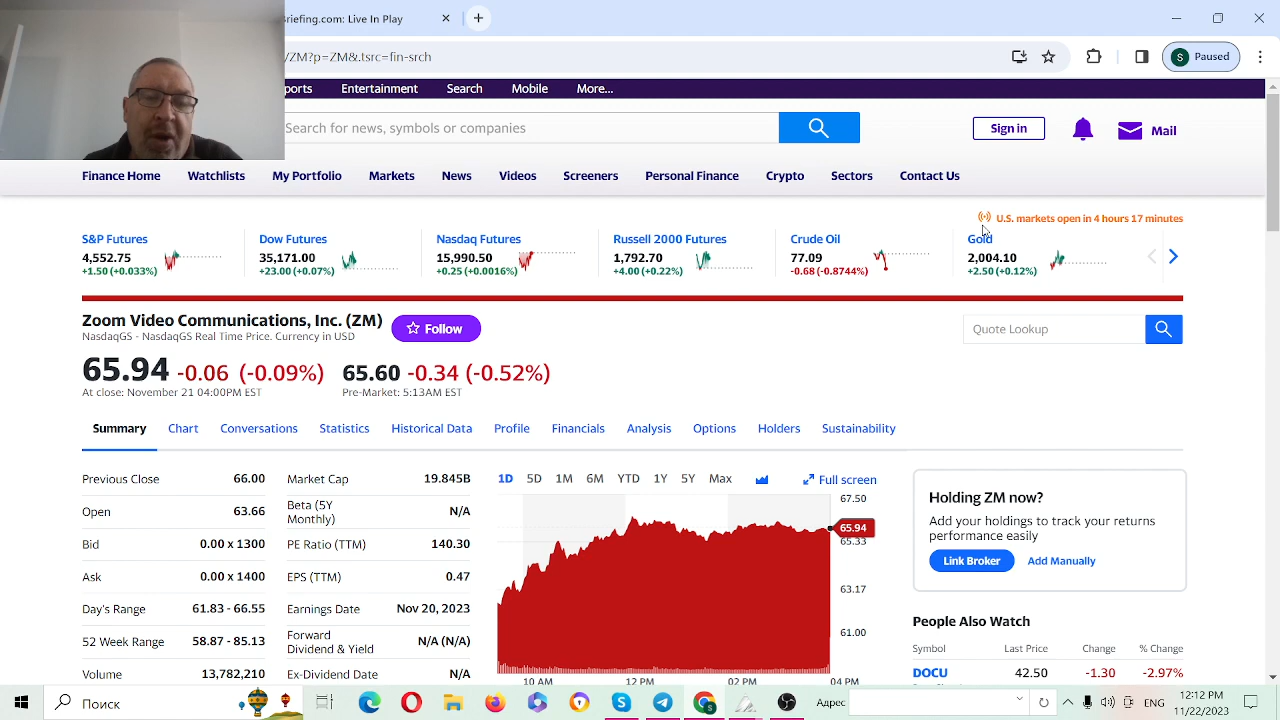 riefing.com: Live In Play
/ZM?p=ZM&.tsrc=fin-srch
S Paused
ports Entertainment Search Mobile More...
Search for news, symbols or companies
Sign in
Mail
Finance Home Watchlists My Portfolio Markets News Videos Screeners Personal Finance Crypto Sectors Contact Us
U.S. markets open in 4 hours 17 minutes
S&P Futures Dow Futures Nasdaq Futures Russell 2000 Futures Crude Oil Gold
4,552.75 35,171.00 15,990.50 1,792.70 77.09 2,004.10
+1.50 (+0.033%) +23.00 (+0.07%) +0.25 (+0.0016%) +4.00 (+0.22%) -0.68 (-0.8744%) +2.50 (+0.12%)
Zoom Video Communications, Inc. (ZM) Follow
Quote Lookup
NasdaqGS - NasdaqGS Real Time Price. Currency in USD
65.94 -0.06 (-0.09%) 65.60 -0.34 (-0.52%)
At close: November 21 04:00PM EST Pre-Market: 5:13AM EST
Summary Chart Conversations Statistics Historical Data Profile Financials Analysis Options Holders Sustainability
Previous Close 66.00
Open 63.66
Bid 0.00 x 1300
Ask 0.00 x 1400
Day's Range 61.83 - 66.55
52 Week Range 58.87 - 85.13
Volume 13,782,210
Market Cap 19.845B
Beta (5Y
Monthly) N/A
PE Ratio (TTM) 140.30
EPS (TTM) 0.47
Earnings Date Nov 20, 2023
Forward
Dividend & Yield N/A (N/A)
1D 5D 1M 6M YTD 1Y 5Y Max Full screen
67.50
65.94
65.33
63.17
61.00
10 AM 12 PM 02 PM 04 PM
Holding ZM now?
Add your holdings to track your returns
performance easily
Link Broker Add Manually
People Also Watch
Symbol Last Price Change % Change
DOCU 42.50 -1.30 -2.97%
Поиск
Адрес
12:12 PM
11/22/2023